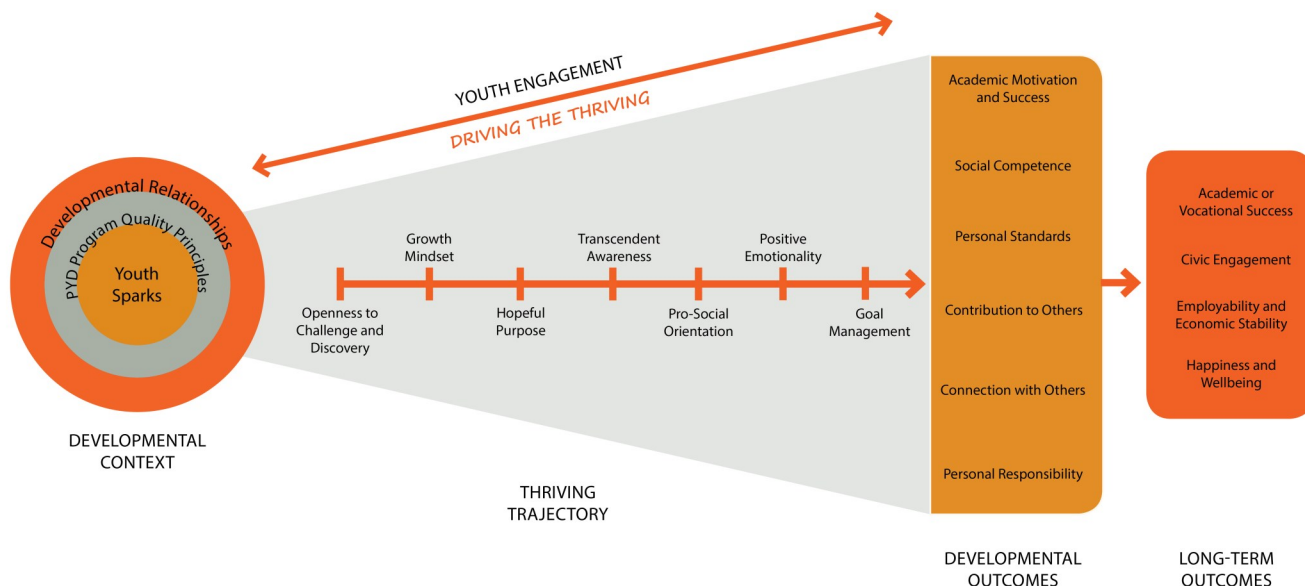 YOUTH ENGAGEMENT
DRIVING THE THRIVING
Developmental Relationships
PYD Program Quality Principles
Youth
Sparks
DEVELOPMENTAL
CONTEXT
Growth
Mindset
Transcendent
Awareness
Positive
Emotionality
Openness to
Challenge and
Discovery
Hopeful
Purpose
Pro-Social
Orientation
Goal
Management
THRIVING
TRAJECTORY
Academic Motivation
and Success
Social Competence
Personal Standards
Contribution to Others
Connection with Others
Personal Responsibility
DEVELOPMENTAL
OUTCOMES
Academic or
Vocational Success
Civic Engagement
Employability and
Economic Stability
Happiness and
Wellbeing
LONG-TERM
OUTCOMES